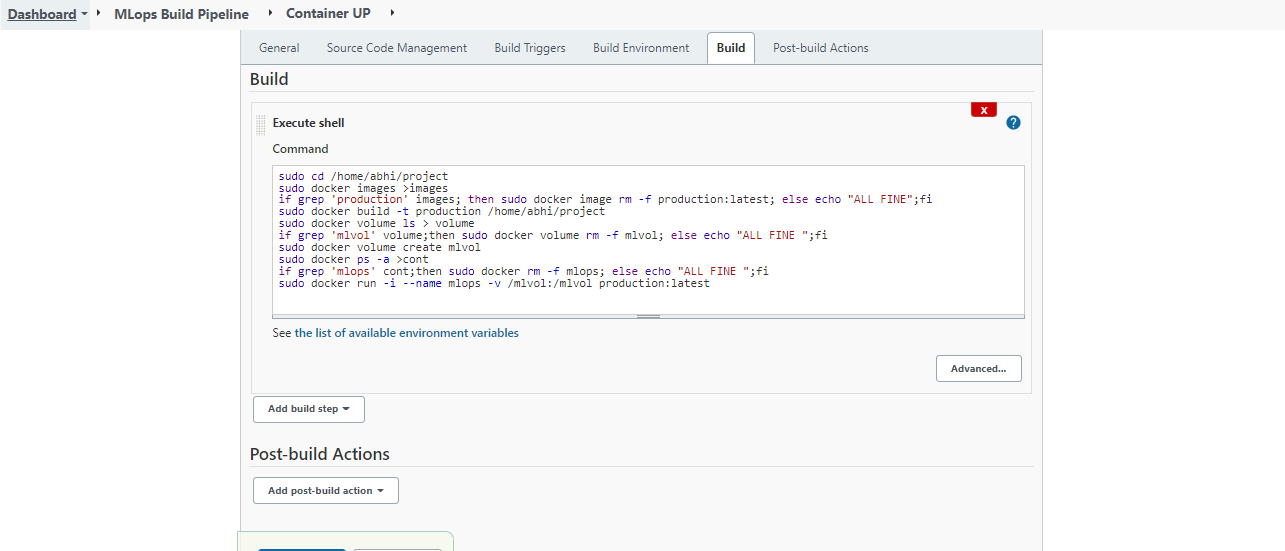 Dashboard MLops Build Pipeline Container UP
General Source Code Management Build Triggers Build Environment Build Post-build Actions
Build
x
Execute shell
?
Command
sudo cd /home/abhi/project
sudo docker images >images
if grep 'production' images; then sudo docker image rm -f production:latest; else echo "ALL FINE";fi
sudo docker build -t production /home/abhi/project
sudo docker volume ls > volume
if grep 'mlvol' volume;then sudo docker volume rm -f mlvol; else echo "ALL FINE ";fi
sudo docker volume create mlvol
sudo docker ps -a >cont
if grep 'mlops' cont;then sudo docker rm -f mlops; else echo "ALL FINE ";fi
sudo docker run -i --name mlops -v /mlvol:/mlvol production:latest
See the list of available environment variables
Advanced...
Add build step
Post-build Actions
Add post-build action